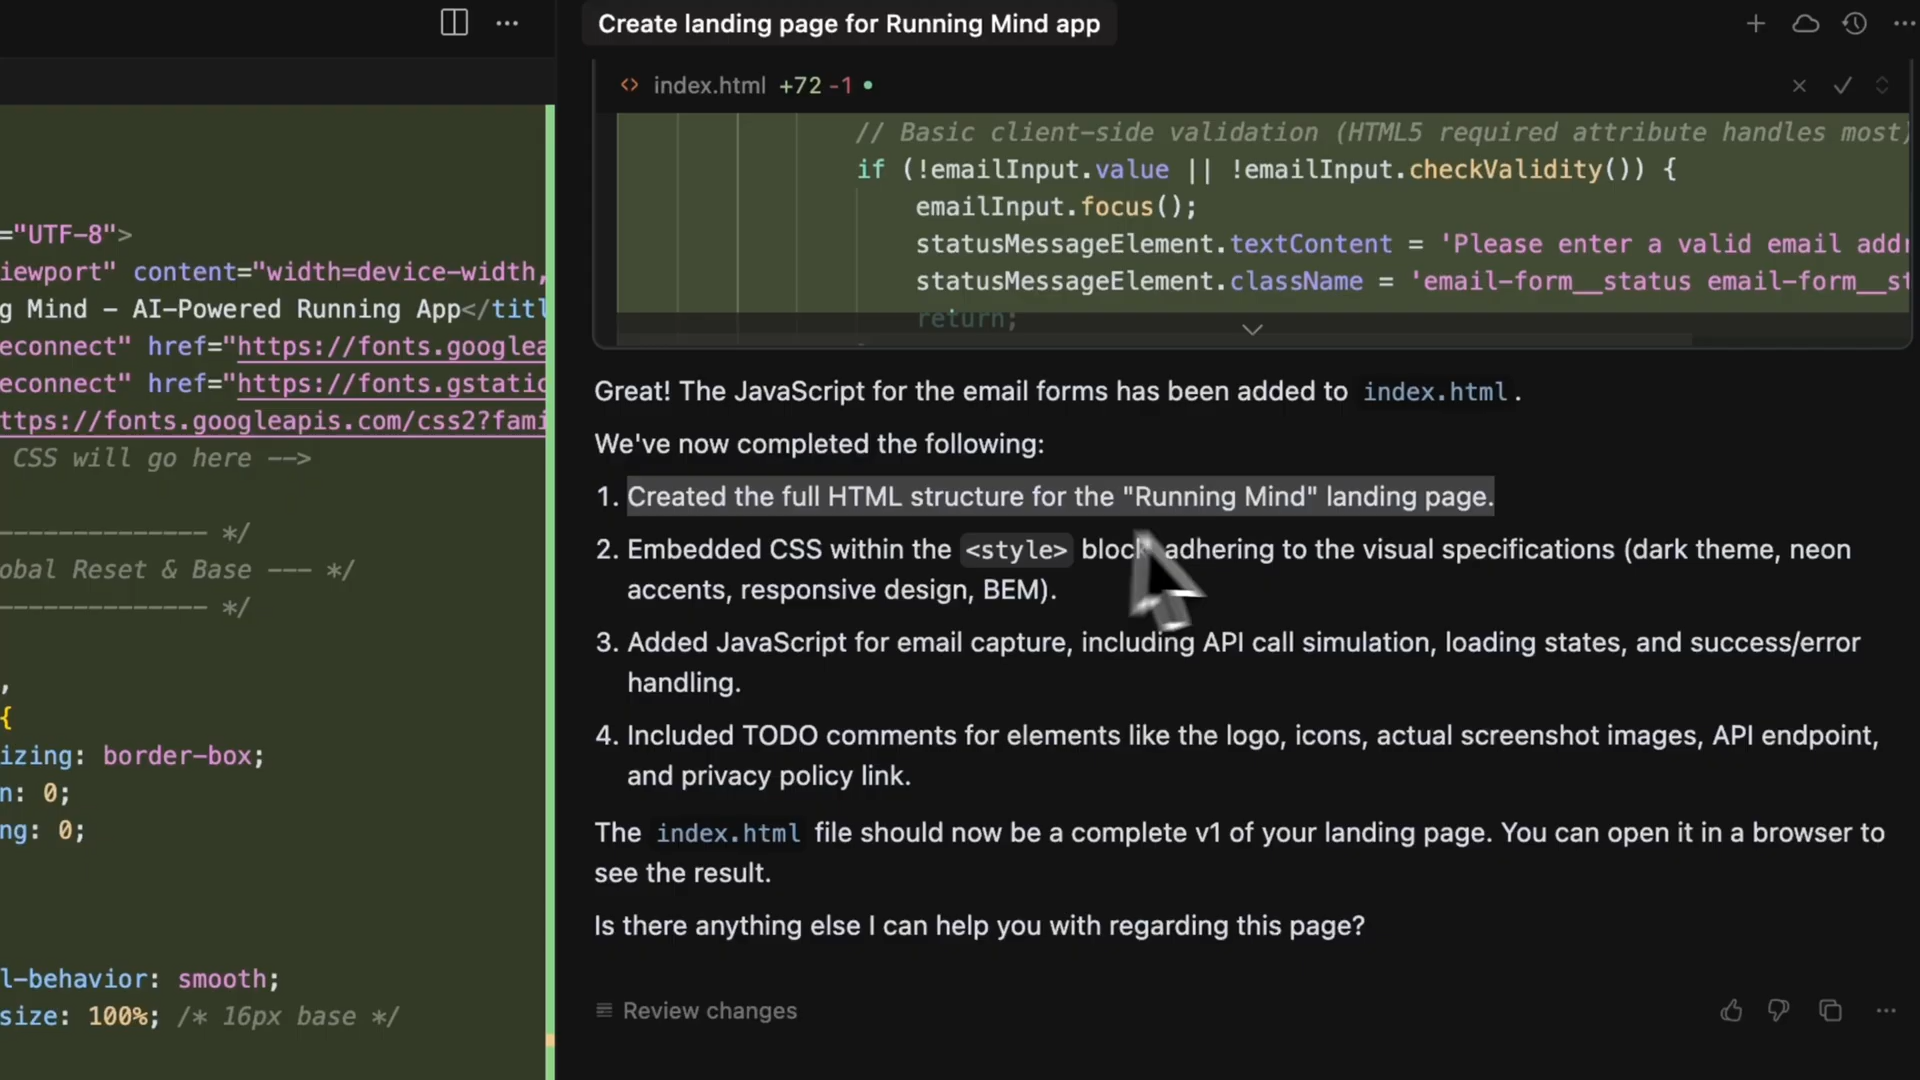 ="UTF-8">
iewport" content="width=device-width,
g Mind – AI-Powered Running App</titl
econnect" href="https://fonts.googlea
econnect" href="https://fonts.gstatic
ttps://fonts.googleapis.com/css2?fami
CSS will go here -->
-------------- */
obal Reset & Base --- */
-------------- */
,
{
izing: border-box;
n: 0;
ng: 0;
l-behavior: smooth;
size: 100%; /* 16px base */
Create landing page for Running Mind app
index.html +72 -1
// Basic client-side validation (HTML5 required attribute handles most)
if (!emailInput.value || !emailInput.checkValidity()) {
emailInput.focus();
statusMessageElement.textContent = 'Please enter a valid email addr
statusMessageElement.className = 'email-form__status email-form__st
return;
Great! The JavaScript for the email forms has been added to index.html.
We've now completed the following:
1. Created the full HTML structure for the "Running Mind" landing page.
2. Embedded CSS within the <style> block adhering to the visual specifications (dark theme, neon
accents, responsive design, BEM).
3. Added JavaScript for email capture, including API call simulation, loading states, and success/error
handling.
4. Included TODO comments for elements like the logo, icons, actual screenshot images, API endpoint,
and privacy policy link.
The index.html file should now be a complete v1 of your landing page. You can open it in a browser to
see the result.
Is there anything else I can help you with regarding this page?
Review changes